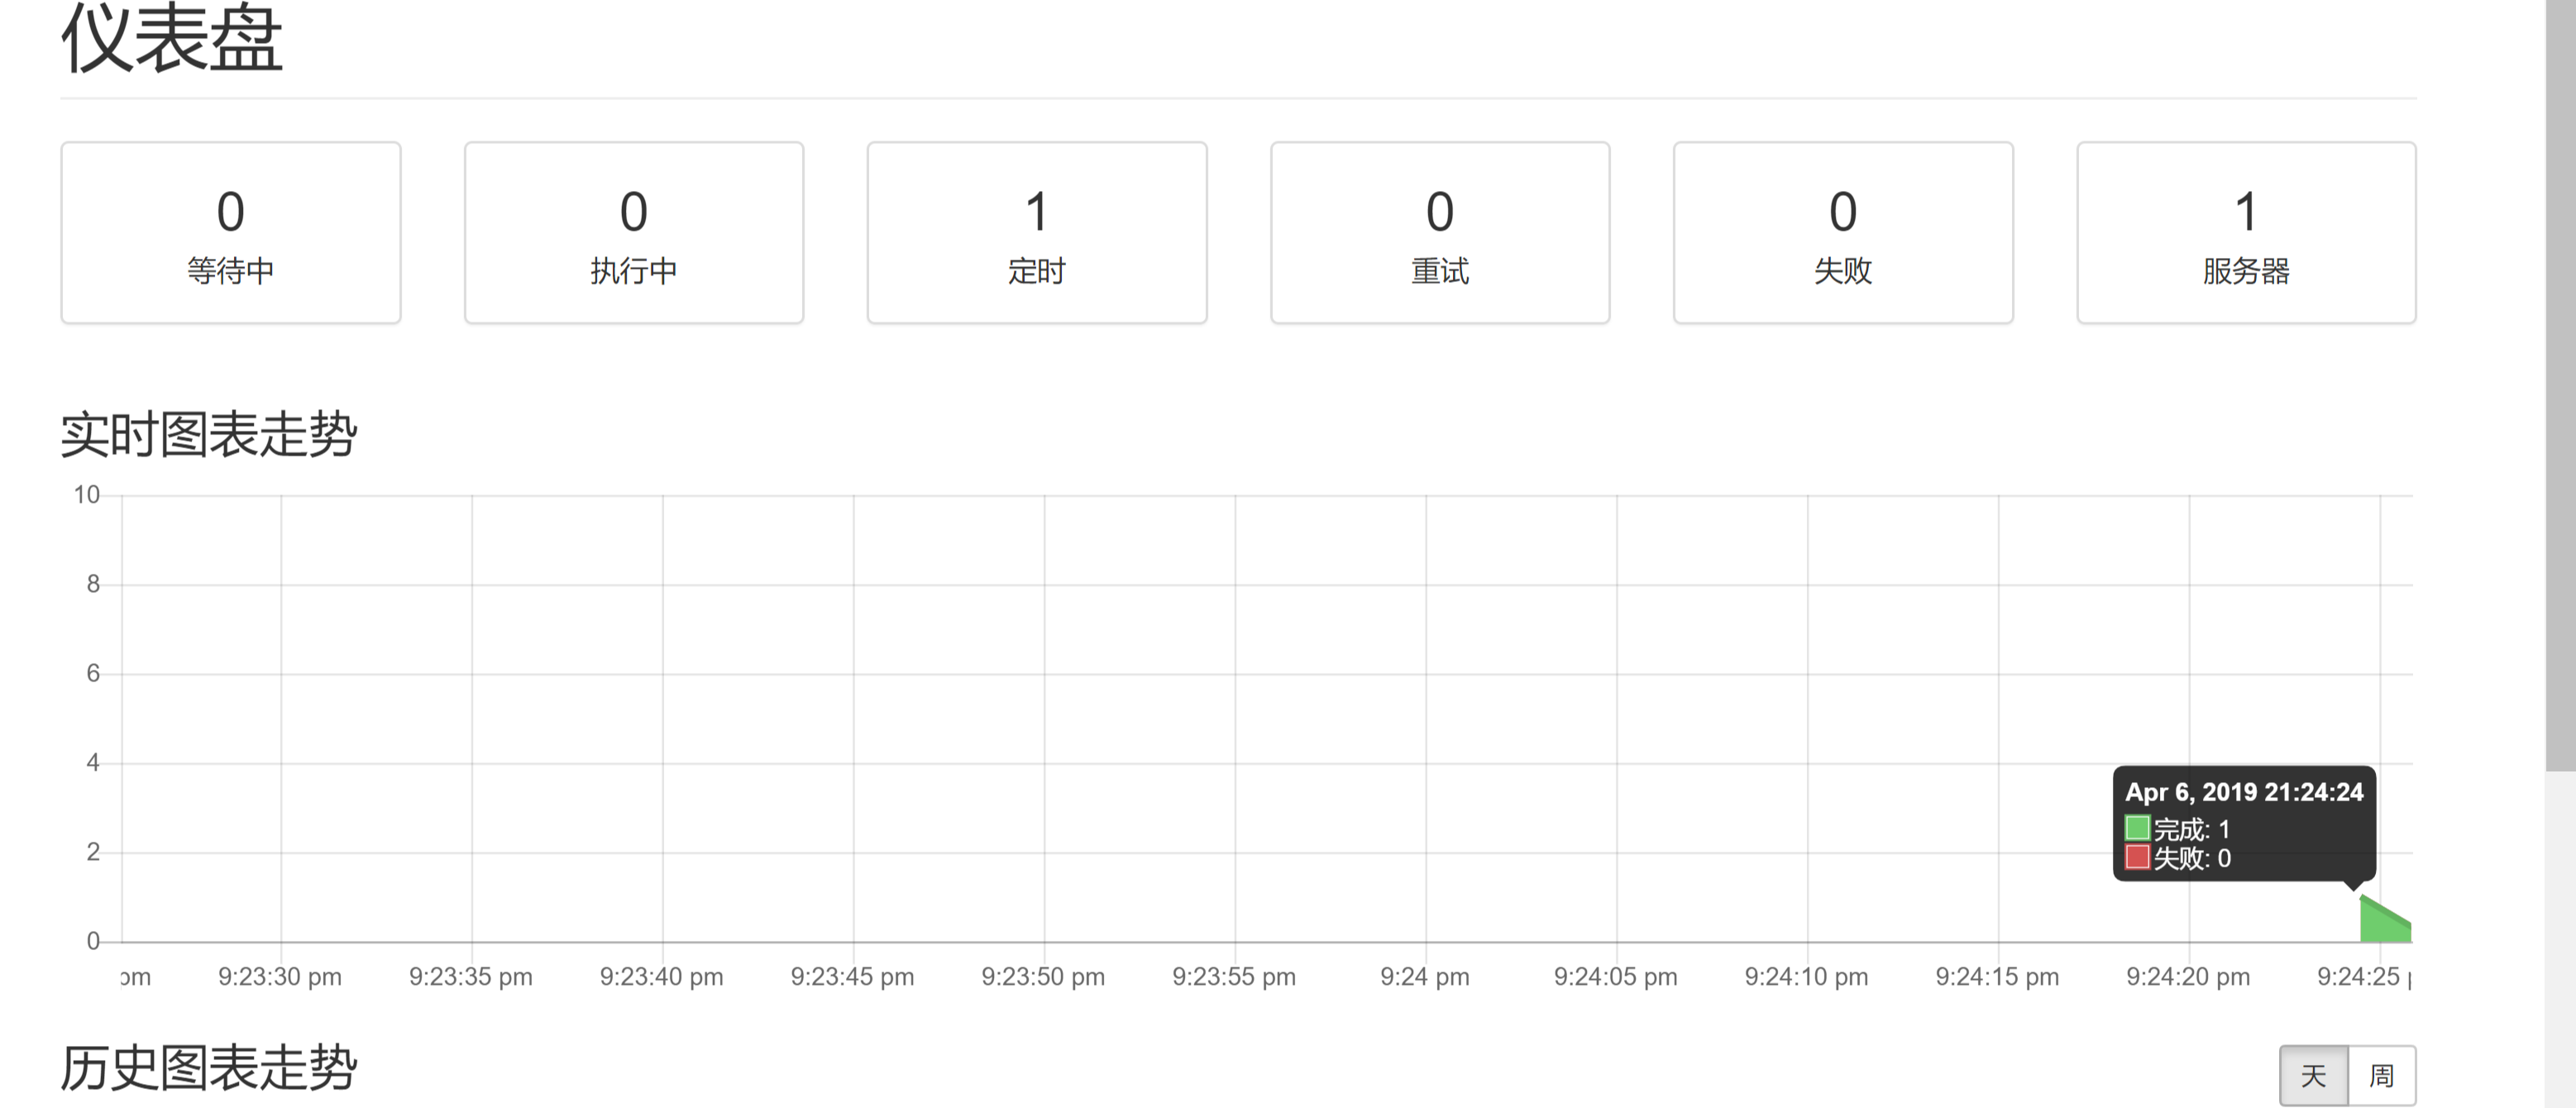 仪表盘
0 0 1 0 0 1
等待中 执行中 定时 重试 失败 服务器
实时图表走势
10
8
6
4
2
0
Apr 6, 2019 21:24:24
完成: 1
失败: 0
pm 9:23:30 pm 9:23:35 pm 9:23:40 pm 9:23:45 pm 9:23:50 pm 9:23:55 pm 9:24 pm 9:24:05 pm 9:24:10 pm 9:24:15 pm 9:24:20 pm 9:24:25
历史图表走势
天 周